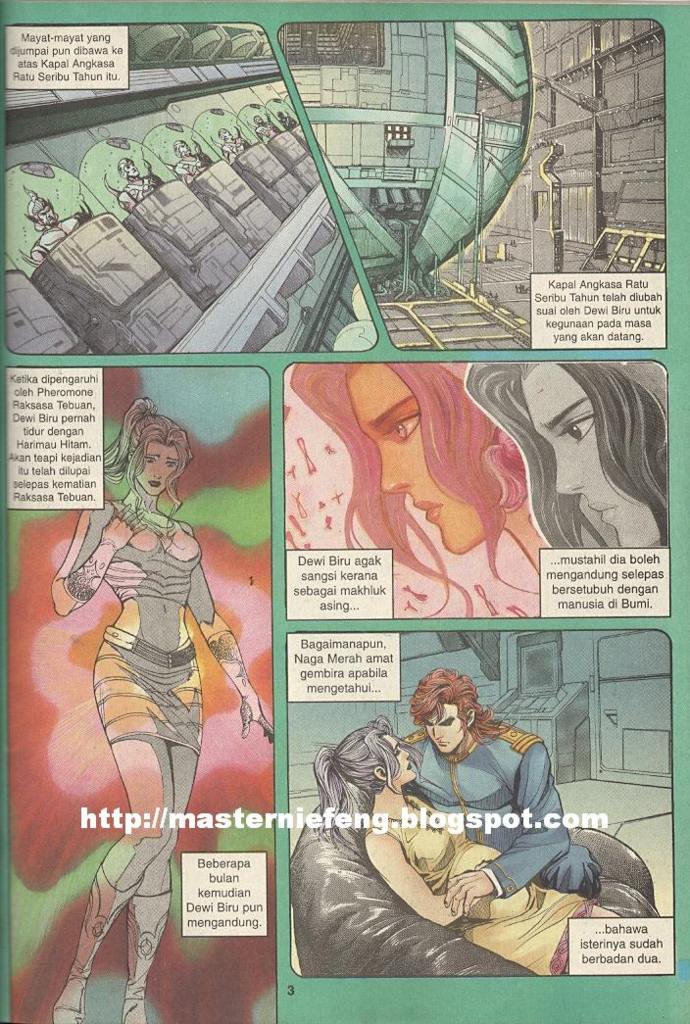 Mayat-mayat yang
dijumpai pun dibawa ke
atas Kapal Angkasa
Ratu Seribu Tahun itu.
Kapal Angkasa Ratu
Seribu Tahun telah diubah
suai oleh Dewi Biru untuk
kegunaan pada masa
yang akan datang.
Ketika dipengaruhi
oleh Pheromone
Raksasa Tebuan,
Dewi Biru pernah
tidur dengan
Harimau Hitam.
Akan teapi kejadian
itu telah dilupai
selepas kematian
Raksasa Tebuan.
Beberapa
bulan
kemudian
Dewi Biru pun
mengandung.
Dewi Biru agak
sangsi kerana
sebagai makhluk
asing...
...mustahil dia boleh
mengandung selepas
bersetubuh dengan
manusia di Bumi.
Bagaimanapun,
Naga Merah amat
gembira apabila
mengetahui...
...bahawa
isterinya sudah
berbadan dua.
http://masterniefeng.blogspot.com
3